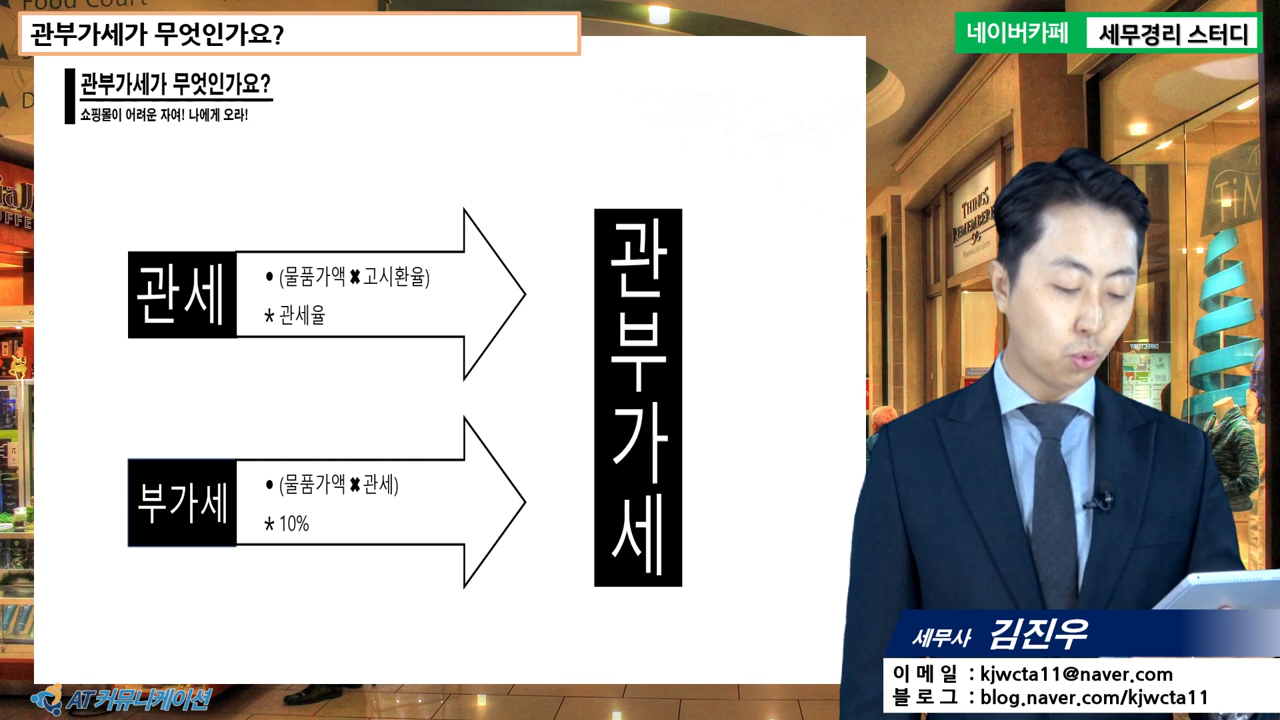 Food Court
관부가세가 무엇인가요?
네이버카페 세무경리 스터디
관부가세가 무엇인가요?
쇼핑몰이 어려운 자여! 나에게 오라!
관세
• (물품가액 ✖ 고시환율)
* 관세율
부가세
• (물품가액 ✖ 관세)
* 10%
관부가세
THINGS
REMEMBERED
세무사 김진우
이 메 일 : kjwcta11@naver.com
블 로 그 : blog.naver.com/kjwcta11
AT커뮤니케이션